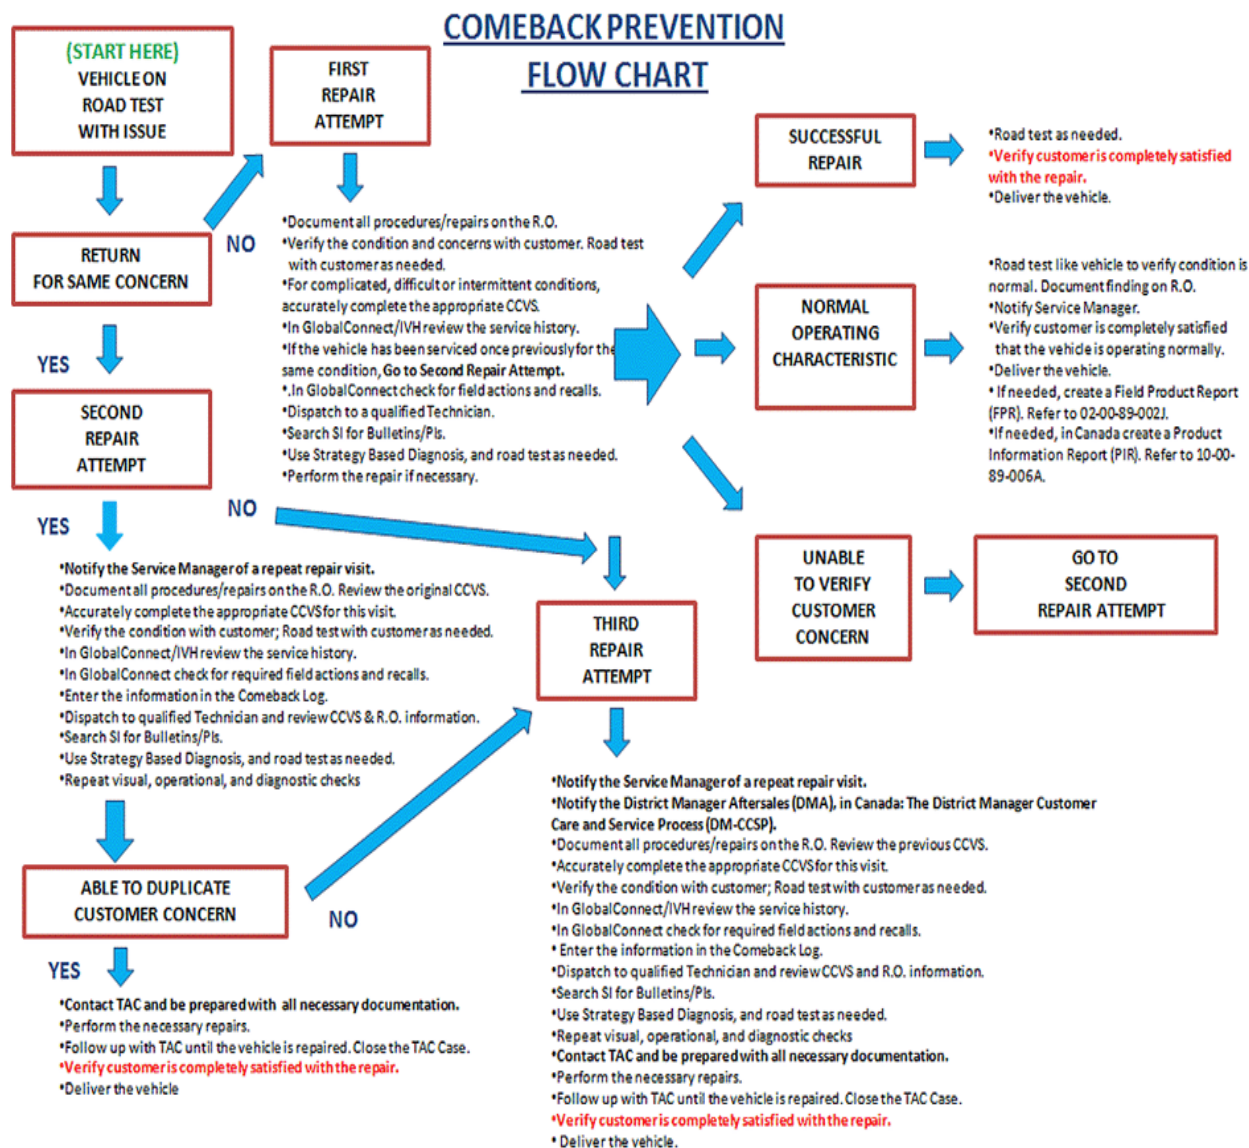 COMEBACK PREVENTION
FLOW CHART
(START HERE)
VEHICLE ON
ROAD TEST
WITH ISSUE
FIRST
REPAIR
ATTEMPT
NO
RETURN
FOR SAME CONCERN
•Document all procedures/repairs on the R.O.
•Verify the condition and concerns with customer. Road test
with customer as needed.
•For complicated, difficult or intermittent conditions,
accurately complete the appropriate CCVS.
•In GlobalConnect/IVH review the service history.
•If the vehicle has been serviced once previously for the
same condition, Go to Second Repair Attempt.
•.In GlobalConnect check for field actions and recalls.
•Dispatch to a qualified Technician.
•Search SI for Bulletins/PIs.
•Use Strategy Based Diagnosis, and road test as needed.
•Perform the repair if necessary.
SUCCESSFUL
REPAIR
•Road test as needed.
•Verify customer is completely satisfied
with the repair.
•Deliver the vehicle.
NORMAL
OPERATING
CHARACTERISTIC
•Road test like vehicle to verify condition is
normal. Document finding on R.O.
•Notify Service Manager.
•Verify customer is completely satisfied
that the vehicle is operating normally.
•Deliver the vehicle.
• If needed, create a Field Product Report
(FPR). Refer to 02-00-89-002J.
•If needed, in Canada create a Product
Information Report (PIR). Refer to 10-00-
89-006A.
UNABLE
TO VERIFY
CUSTOMER
CONCERN
GO TO
SECOND
REPAIR ATTEMPT
YES
SECOND
REPAIR
ATTEMPT
NO
YES
•Notify the Service Manager of a repeat repair visit.
•Document all procedures/repairs on the R.O. Review the original CCVS.
•Accurately complete the appropriate CCVS for this visit.
•Verify the condition with customer; Road test with customer as needed.
•In GlobalConnect/IVH review the service history.
•In GlobalConnect check for required field actions and recalls.
•Enter the information in the Comeback Log.
•Dispatch to qualified Technician and review CCVS & R.O. information.
•Search SI for Bulletins/PIs.
•Use Strategy Based Diagnosis, and road test as needed.
•Repeat visual, operational, and diagnostic checks
THIRD
REPAIR
ATTEMPT
ABLE TO DUPLICATE
CUSTOMER CONCERN
NO
YES
•Contact TAC and be prepared with all necessary documentation.
•Perform the necessary repairs.
•Follow up with TAC until the vehicle is repaired. Close the TAC Case.
•Verify customer is completely satisfied with the repair.
•Deliver the vehicle
•Notify the Service Manager of a repeat repair visit.
•Notify the District Manager Aftersales (DMA), in Canada: The District Manager Customer
Care and Service Process (DM-CCSP).
•Document all procedures/repairs on the R.O. Review the previous CCVS.
•Accurately complete the appropriate CCVS for this visit.
•Verify the condition with customer; Road test with customer as needed.
•In GlobalConnect/IVH review the service history.
•In GlobalConnect check for required field actions and recalls.
• Enter the information in the Comeback Log.
•Dispatch to qualified Technician and review CCVS and R.O. information.
•Search SI for Bulletins/PIs.
•Use Strategy Based Diagnosis, and road test as needed.
•Repeat visual, operational, and diagnostic checks
•Contact TAC and be prepared with all necessary documentation.
•Perform the necessary repairs.
•Follow up with TAC until the vehicle is repaired. Close the TAC Case.
•Verify customer is completely satisfied with the repair.
• Deliver the vehicle.